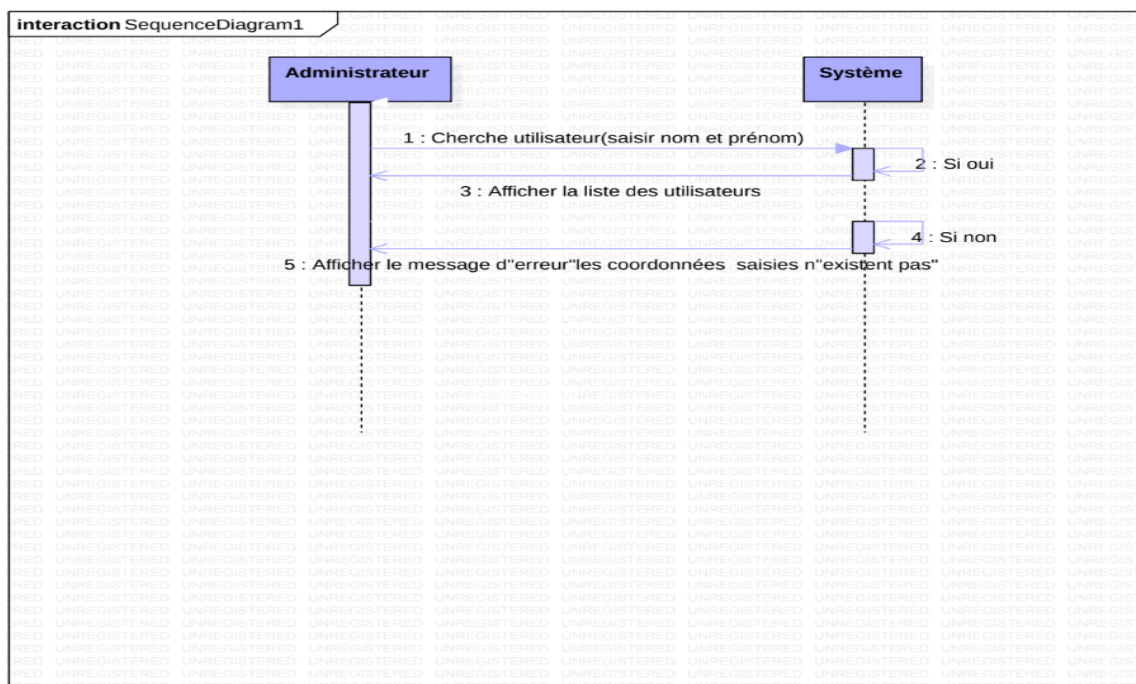 interaction SequenceDiagram1
Administrateur
Système
1 : Cherche utilisateur(saisir nom et prénom)
2 : Si oui
3 : Afficher la liste des utilisateurs
4 : Si non
5 : Afficher le message d"erreur"les coordonnées  saisies n"existent pas"
UNREGISTERED